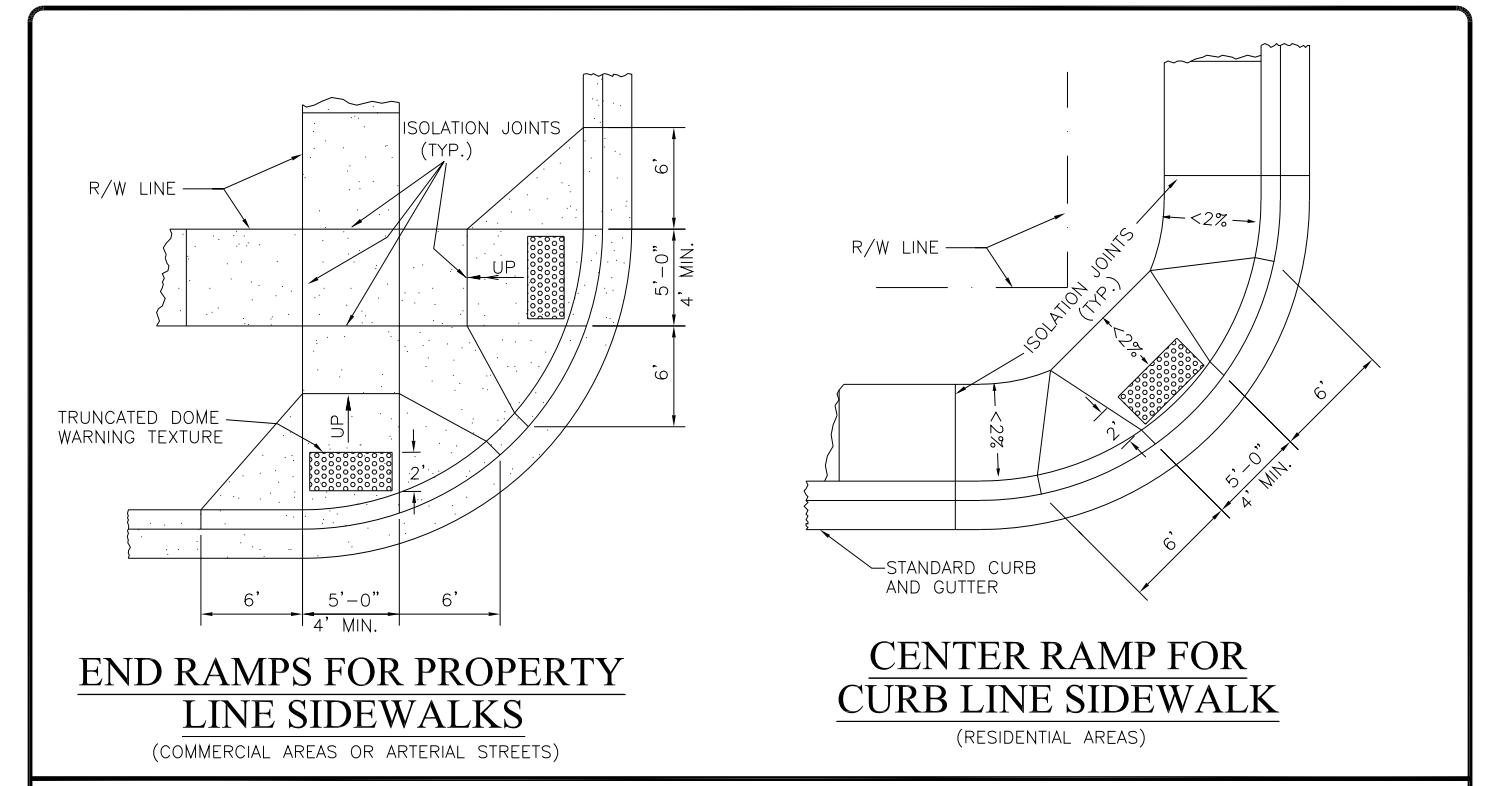 ISOLATION JOINTS
(TYP.)
R/W LINE
6'
5'-0"
4' MIN.
6'
UP
TRUNCATED DOME
WARNING TEXTURE
UP
2'
6'
5'-0"
4' MIN.
6'
END RAMPS FOR PROPERTY
LINE SIDEWALKS
(COMMERCIAL AREAS OR ARTERIAL STREETS)
R/W LINE
ISOLATION JOINTS
(TYP.)
<2%
<2%
<2%
2'
6'
5'-0"
4' MIN.
6'
STANDARD CURB
AND GUTTER
CENTER RAMP FOR
CURB LINE SIDEWALK
(RESIDENTIAL AREAS)